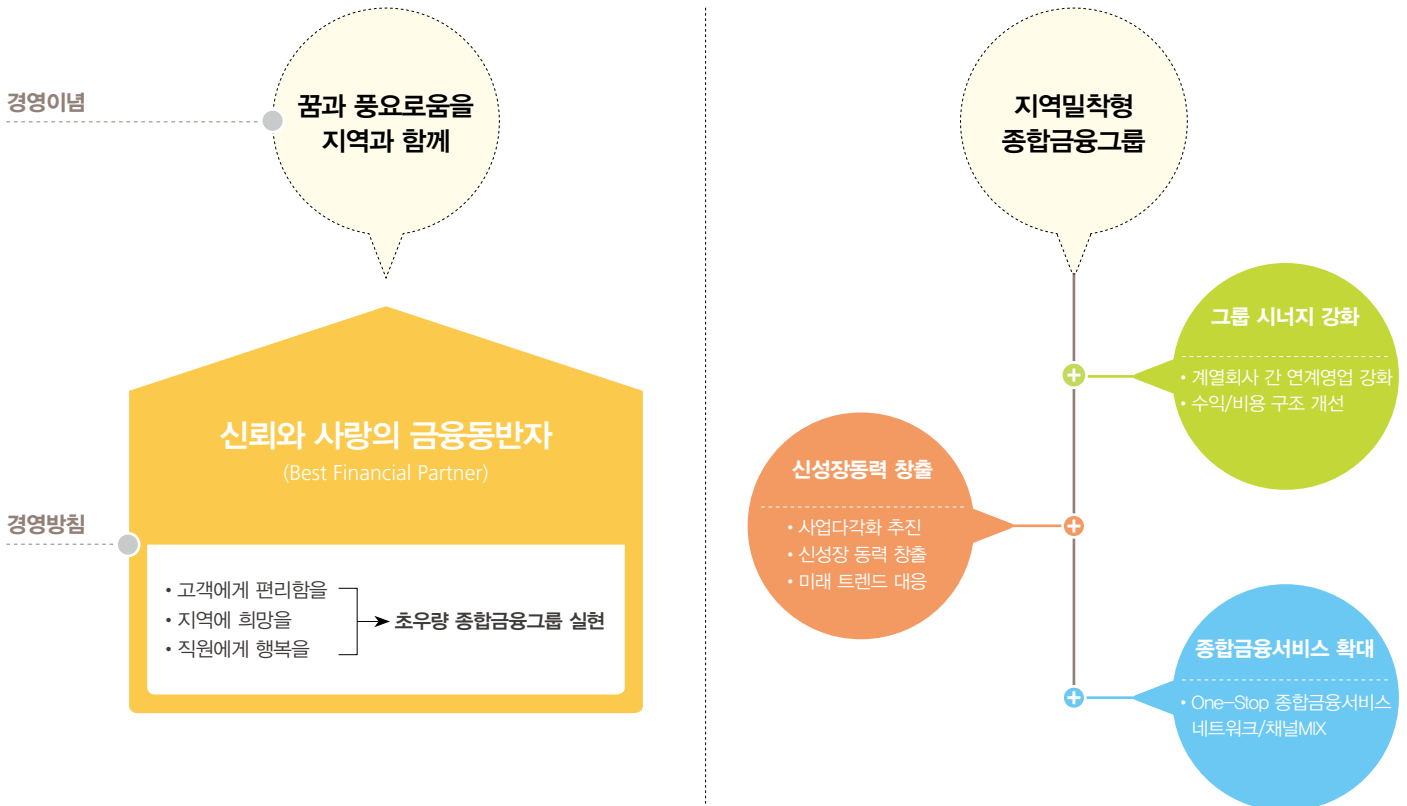 경영이념
꿈과 풍요로움을
지역과 함께
신뢰와 사랑의 금융동반자
(Best Financial Partner)
경영방침
• 고객에게 편리함을
• 지역에 희망을
• 직원에게 행복을
초우량 종합금융그룹 실현
지역밀착형
종합금융그룹
그룹 시너지 강화
• 계열회사 간 연계영업 강화
• 수익/비용 구조 개선
신성장동력 창출
• 사업다각화 추진
• 신성장 동력 창출
• 미래 트렌드 대응
종합금융서비스 확대
• One-Stop 종합금융서비스
네트워크/채널MIX